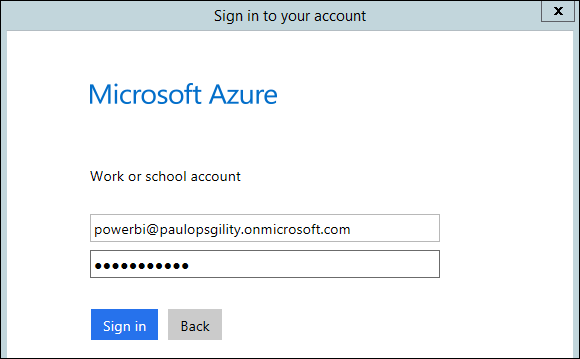 Sign in to your account
x
Microsoft Azure
Work or school account
powerbi@paulopsgility.onmicrosoft.com
●●●●●●●●●●●
Sign in
Back